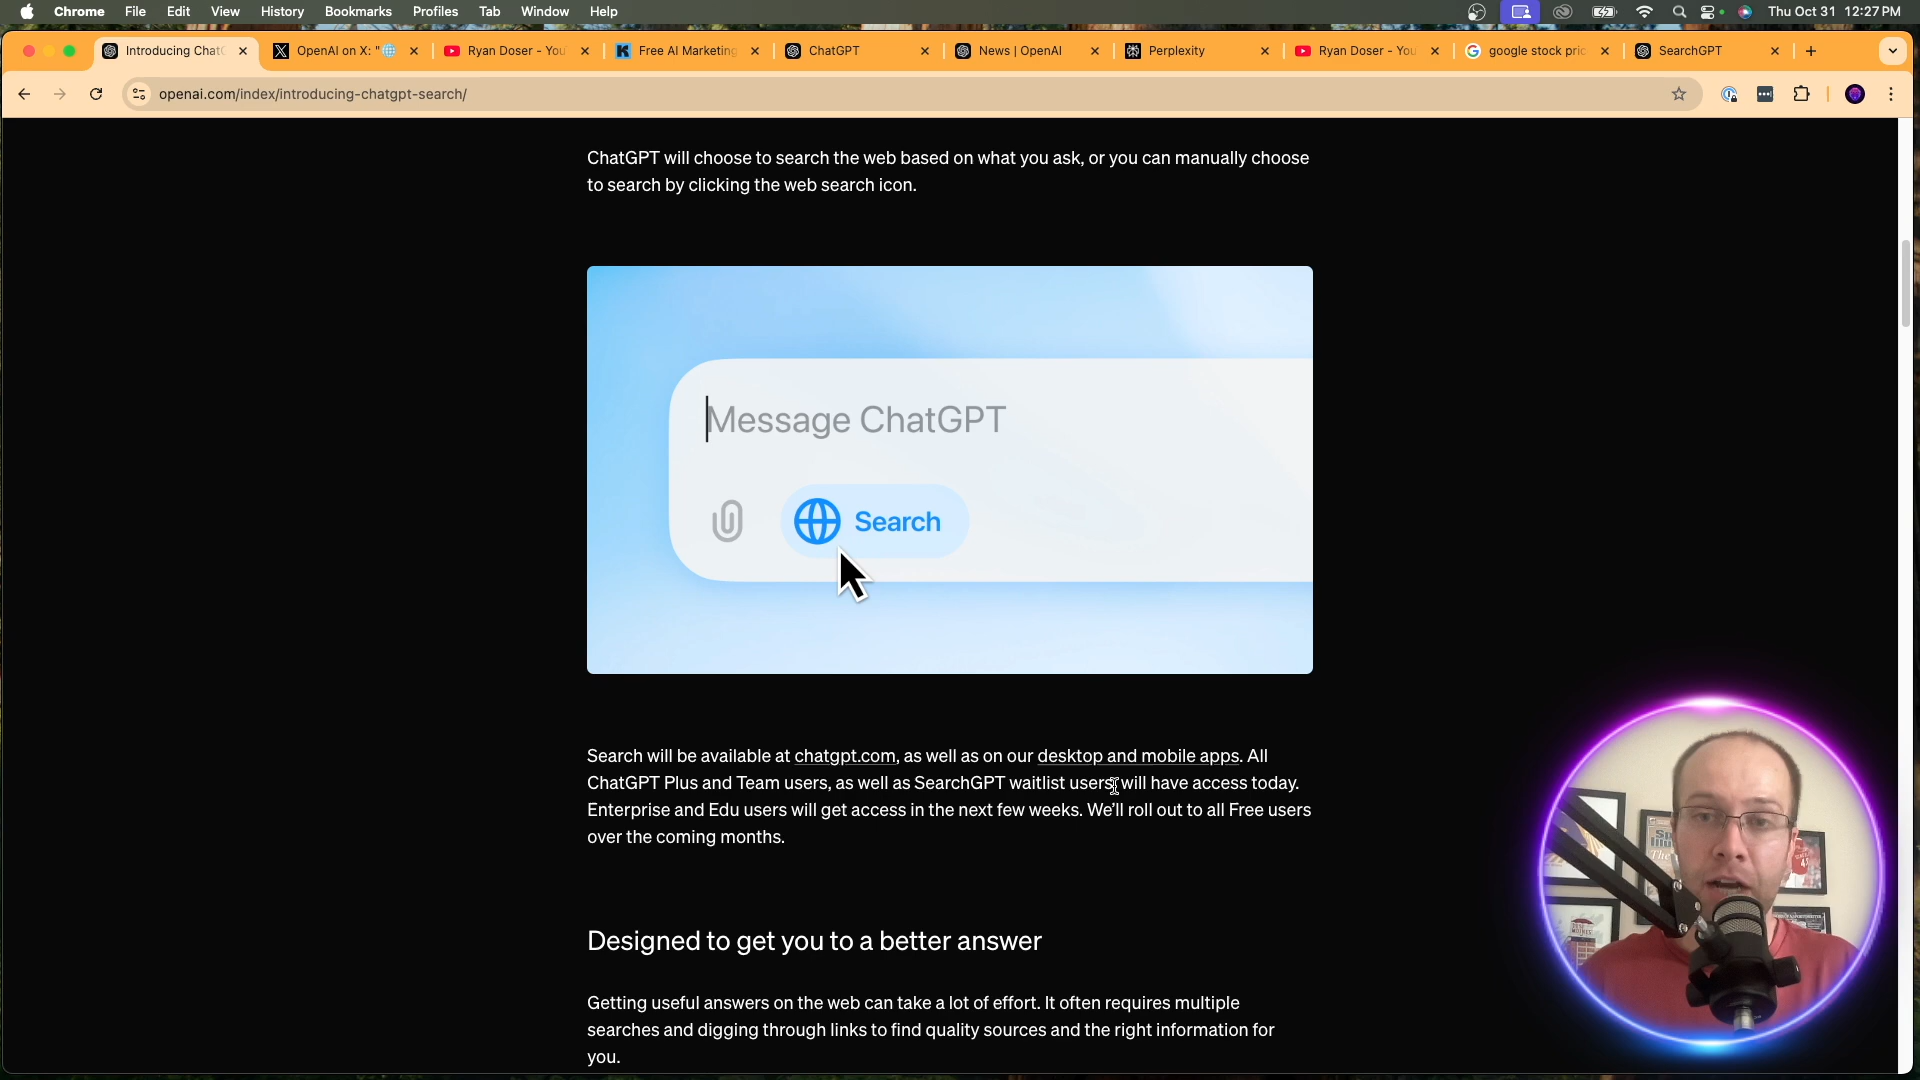 Chrome File Edit View History Bookmarks Profiles Tab Window Help Thu Oct 31 12:27 PM
Introducing ChatG OpenAI on X: " Ryan Doser - You Free AI Marketing ChatGPT News | OpenAI Perplexity Ryan Doser - You google stock pric SearchGPT
openai.com/index/introducing-chatgpt-search/
ChatGPT will choose to search the web based on what you ask, or you can manually choose
to search by clicking the web search icon.
Message ChatGPT
Search
Search will be available at chatgpt.com, as well as on our desktop and mobile apps. All
ChatGPT Plus and Team users, as well as SearchGPT waitlist users, will have access today.
Enterprise and Edu users will get access in the next few weeks. We’ll roll out to all Free users
over the coming months.
Designed to get you to a better answer
Getting useful answers on the web can take a lot of effort. It often requires multiple
searches and digging through links to find quality sources and the right information for
you.